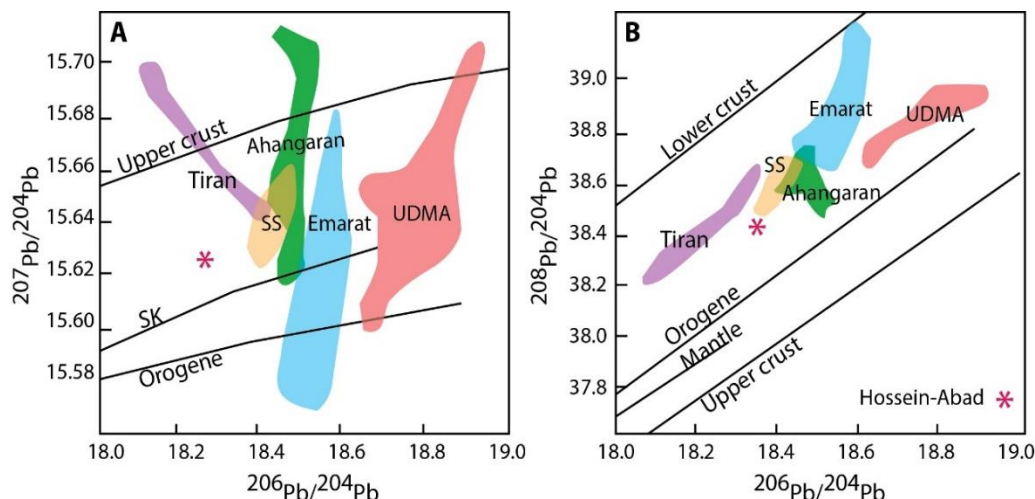 A
15.70
15.68
15.66
15.64
15.62
15.60
15.58
207Pb/204Pb
Upper crust
Ahangaran
Tiran
SS
Emarat
UDMA
*
SK
Orogene
18.0
18.2
18.4
18.6
18.8
19.0
206Pb/204Pb
B
39.0
38.8
38.6
38.4
38.2
38.0
37.8
208Pb/204Pb
Lower crust
Emarat
UDMA
SS
Ahangaran
Tiran
*
Orogene
Mantle
Upper crust
Hossein-Abad *
18.0
18.2
18.4
18.6
18.8
19.0
206Pb/204Pb